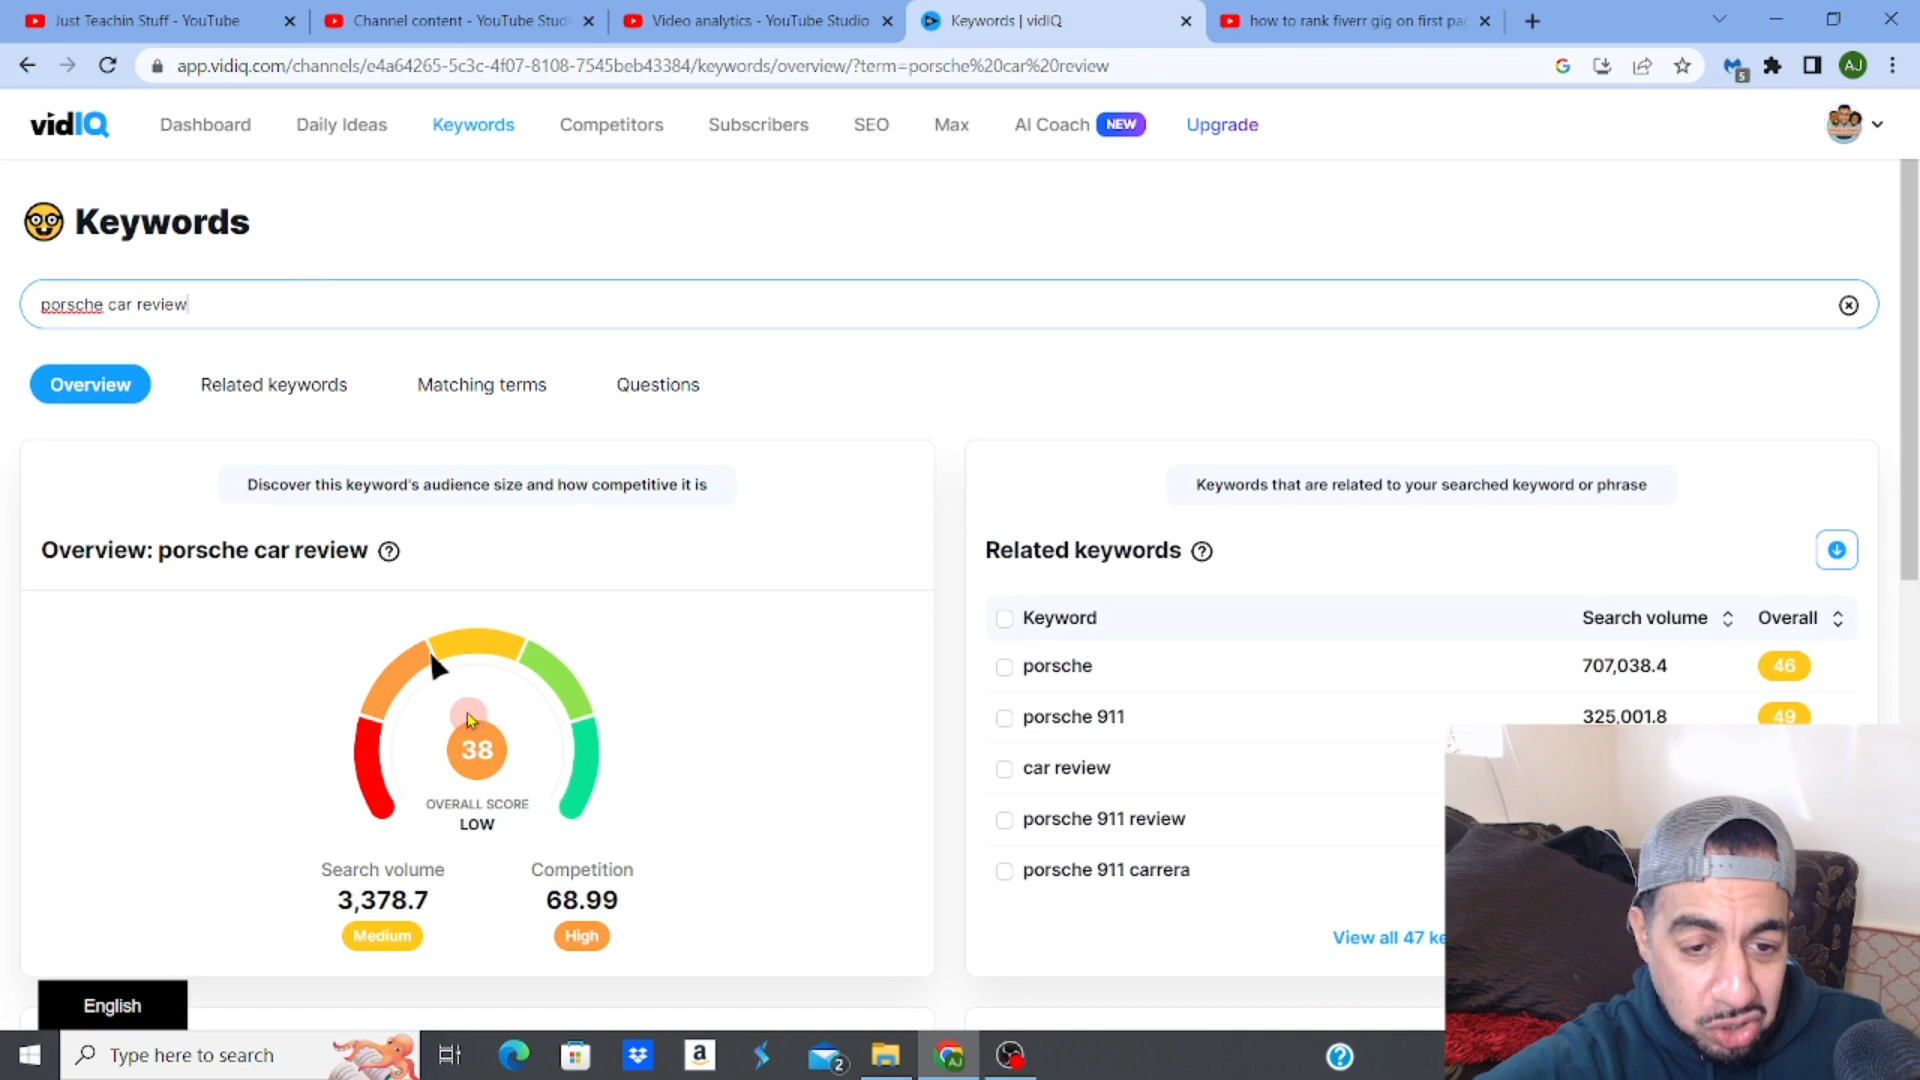 Just Teachin Stuff - YouTube
Channel content - YouTube Studi
Video analytics - YouTube Studio
Keywords | vidIQ
how to rank fiverr gig on first pa
app.vidiq.com/channels/e4a64265-5c3c-4f07-8108-7545beb43384/keywords/overview/?term=porsche%20car%20review
5
AJ
vidIQ
Dashboard
Daily Ideas
Keywords
Competitors
Subscribers
SEO
Max
AI Coach NEW
Upgrade
Keywords
porsche car review
Overview
Related keywords
Matching terms
Questions
Discover this keyword's audience size and how competitive it is
Overview: porsche car review
38
OVERALL SCORE
LOW
Search volume
3,378.7
Medium
Competition
68.99
High
Keywords that are related to your searched keyword or phrase
Related keywords
Keyword Search volume Overall
porsche 707,038.4 46
porsche 911 325,001.8 49
car review
porsche 911 review
porsche 911 carrera
View all 47 ke
English
Type here to search
a
2
AJ